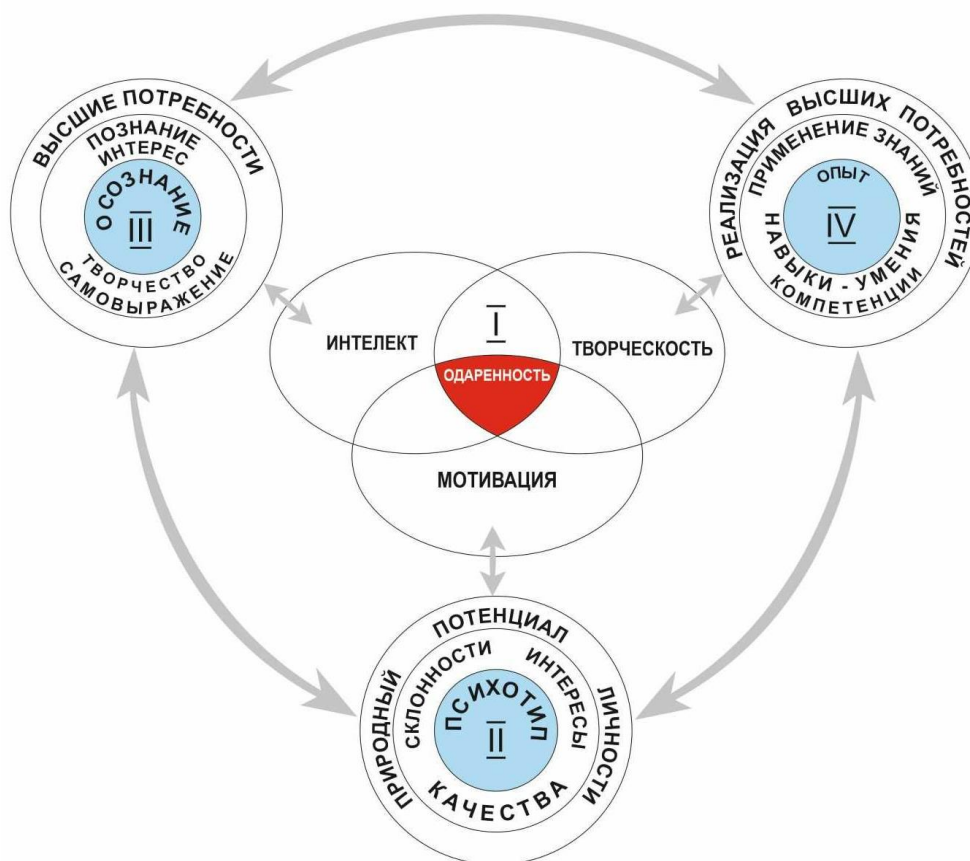 ВЫСШИЕ ПОТРЕБНОСТИ
ПОЗНАНИЕ
ИНТЕРЕС
ОСОЗНАНИЕ
III
ТВОРЧЕСТВО
САМОВЫРАЖЕНИЕ
РЕАЛИЗАЦИЯ ВЫСШИХ ПОТРЕБНОСТЕЙ
ПРИМЕНЕНИЕ ЗНАНИЙ
ОПЫТ
IV
НАВЫКИ - УМЕНИЯ
КОМПЕТЕНЦИИ
I
ИНТЕЛЕКТ
ТВОРЧЕСКОСТЬ
ОДАРЕННОСТЬ
МОТИВАЦИЯ
ПРИРОДНЫЙ ПОТЕНЦИАЛ ЛИЧНОСТИ
СКЛОННОСТИ ИНТЕРЕСЫ
ПСИХОТИП
II
КАЧЕСТВА